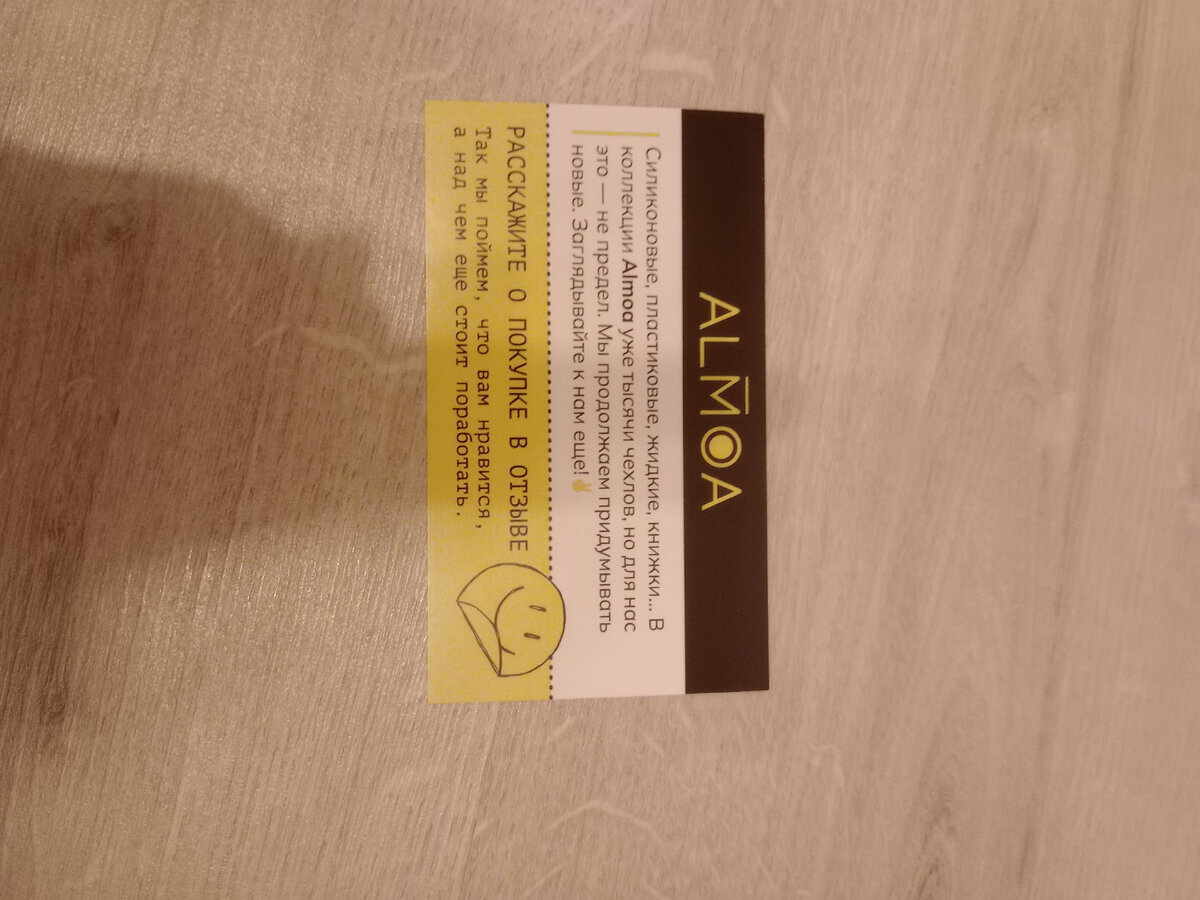 ALMOA
Силиконовые, пластиковые, жидкие, книжки... В
коллекции Almoa уже тысячи чехлов, но для нас
это — не предел. Мы продолжаем придумывать
новые. Заглядывайте к нам еще!✌
РАССКАЖИТЕ О ПОКУПКЕ В ОТЗЫВЕ
Так мы поймем, что вам нравится,
а над чем еще стоит поработать.